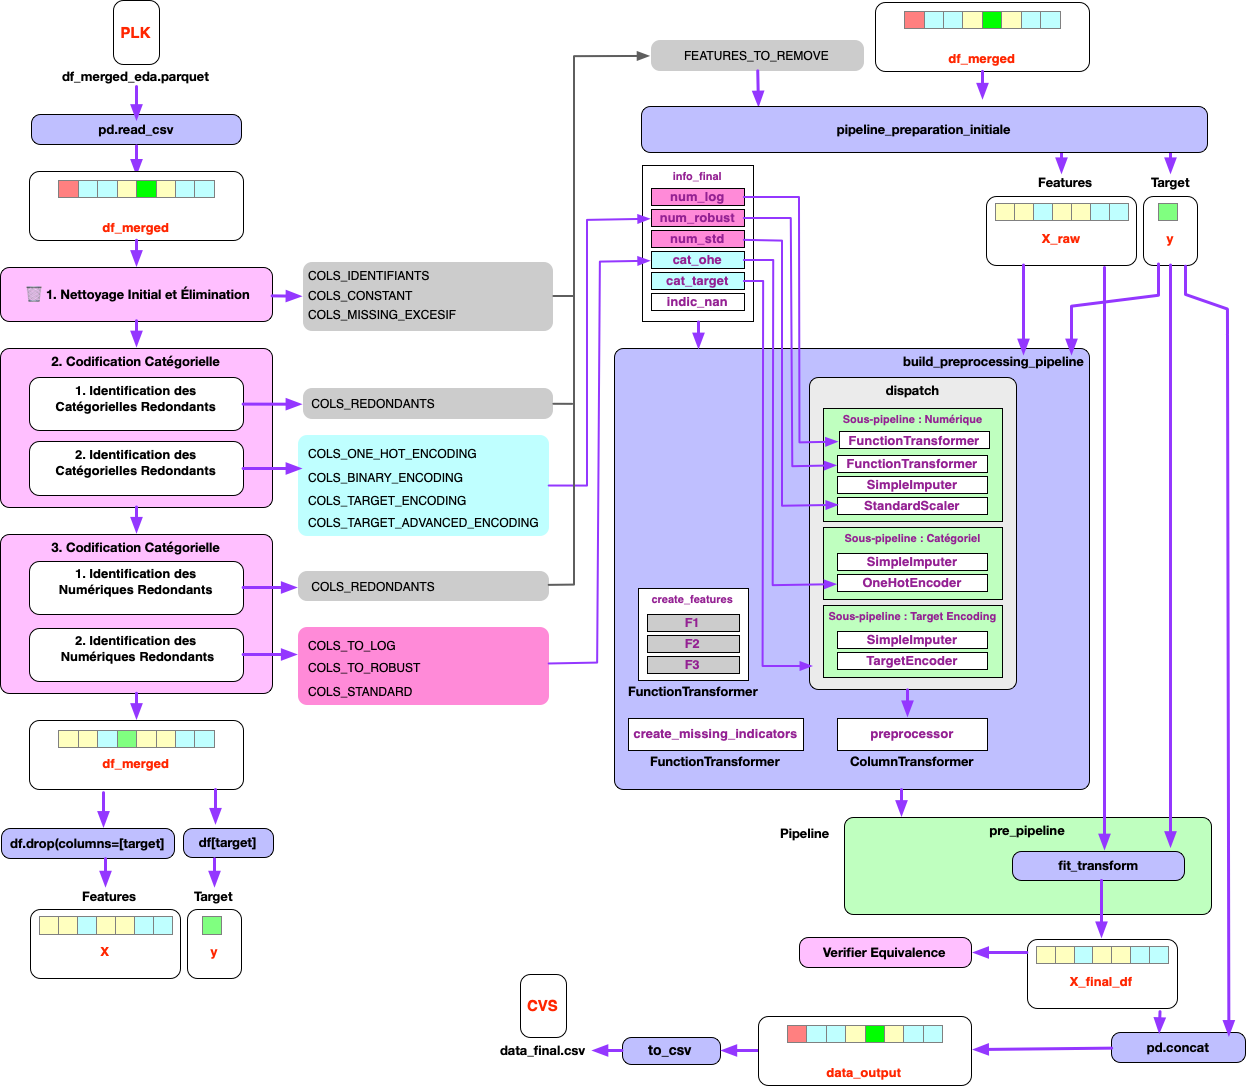 PLK
df_merged_eda.parquet
pd.read_csv
df_merged
1. Nettoyage Initial et Élimination
COLS_IDENTIFIANTS
COLS_CONSTANT
COLS_MISSING_EXCESIF
2. Codification Catégorielle
1. Identification des
Catégorielles Redondants
COLS_REDONDANTS
2. Identification des
Catégorielles Redondants
COLS_ONE_HOT_ENCODING
COLS_BINARY_ENCODING
COLS_TARGET_ENCODING
COLS_TARGET_ADVANCED_ENCODING
3. Codification Catégorielle
1. Identification des
Numériques Redondants
COLS_REDONDANTS
2. Identification des
Numériques Redondants
COLS_TO_LOG
COLS_TO_ROBUST
COLS_STANDARD
df_merged
df.drop(columns=[target]
df[target]
Features
Target
X
y
FEATURES_TO_REMOVE
df_merged
pipeline_preparation_initiale
Features
Target
X_raw
y
info_final
num_log
num_robust
num_std
cat_ohe
cat_target
indic_nan
build_preprocessing_pipeline
dispatch
Sous-pipeline : Numérique
FunctionTransformer
FunctionTransformer
SimpleImputer
StandardScaler
Sous-pipeline : Catégoriel
SimpleImputer
OneHotEncoder
Sous-pipeline : Target Encoding
SimpleImputer
TargetEncoder
create_features
F1
F2
F3
FunctionTransformer
create_missing_indicators
FunctionTransformer
preprocessor
ColumnTransformer
Pipeline
pre_pipeline
fit_transform
Verifier Equivalence
X_final_df
pd.concat
data_output
to_csv
CVS
data_final.csv